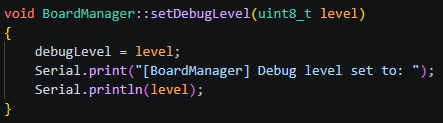 void BoardManager::setDebugLevel(uint8_t level)
{
    debugLevel = level;
    Serial.print("[BoardManager] Debug level set to: ");
    Serial.println(level);
}